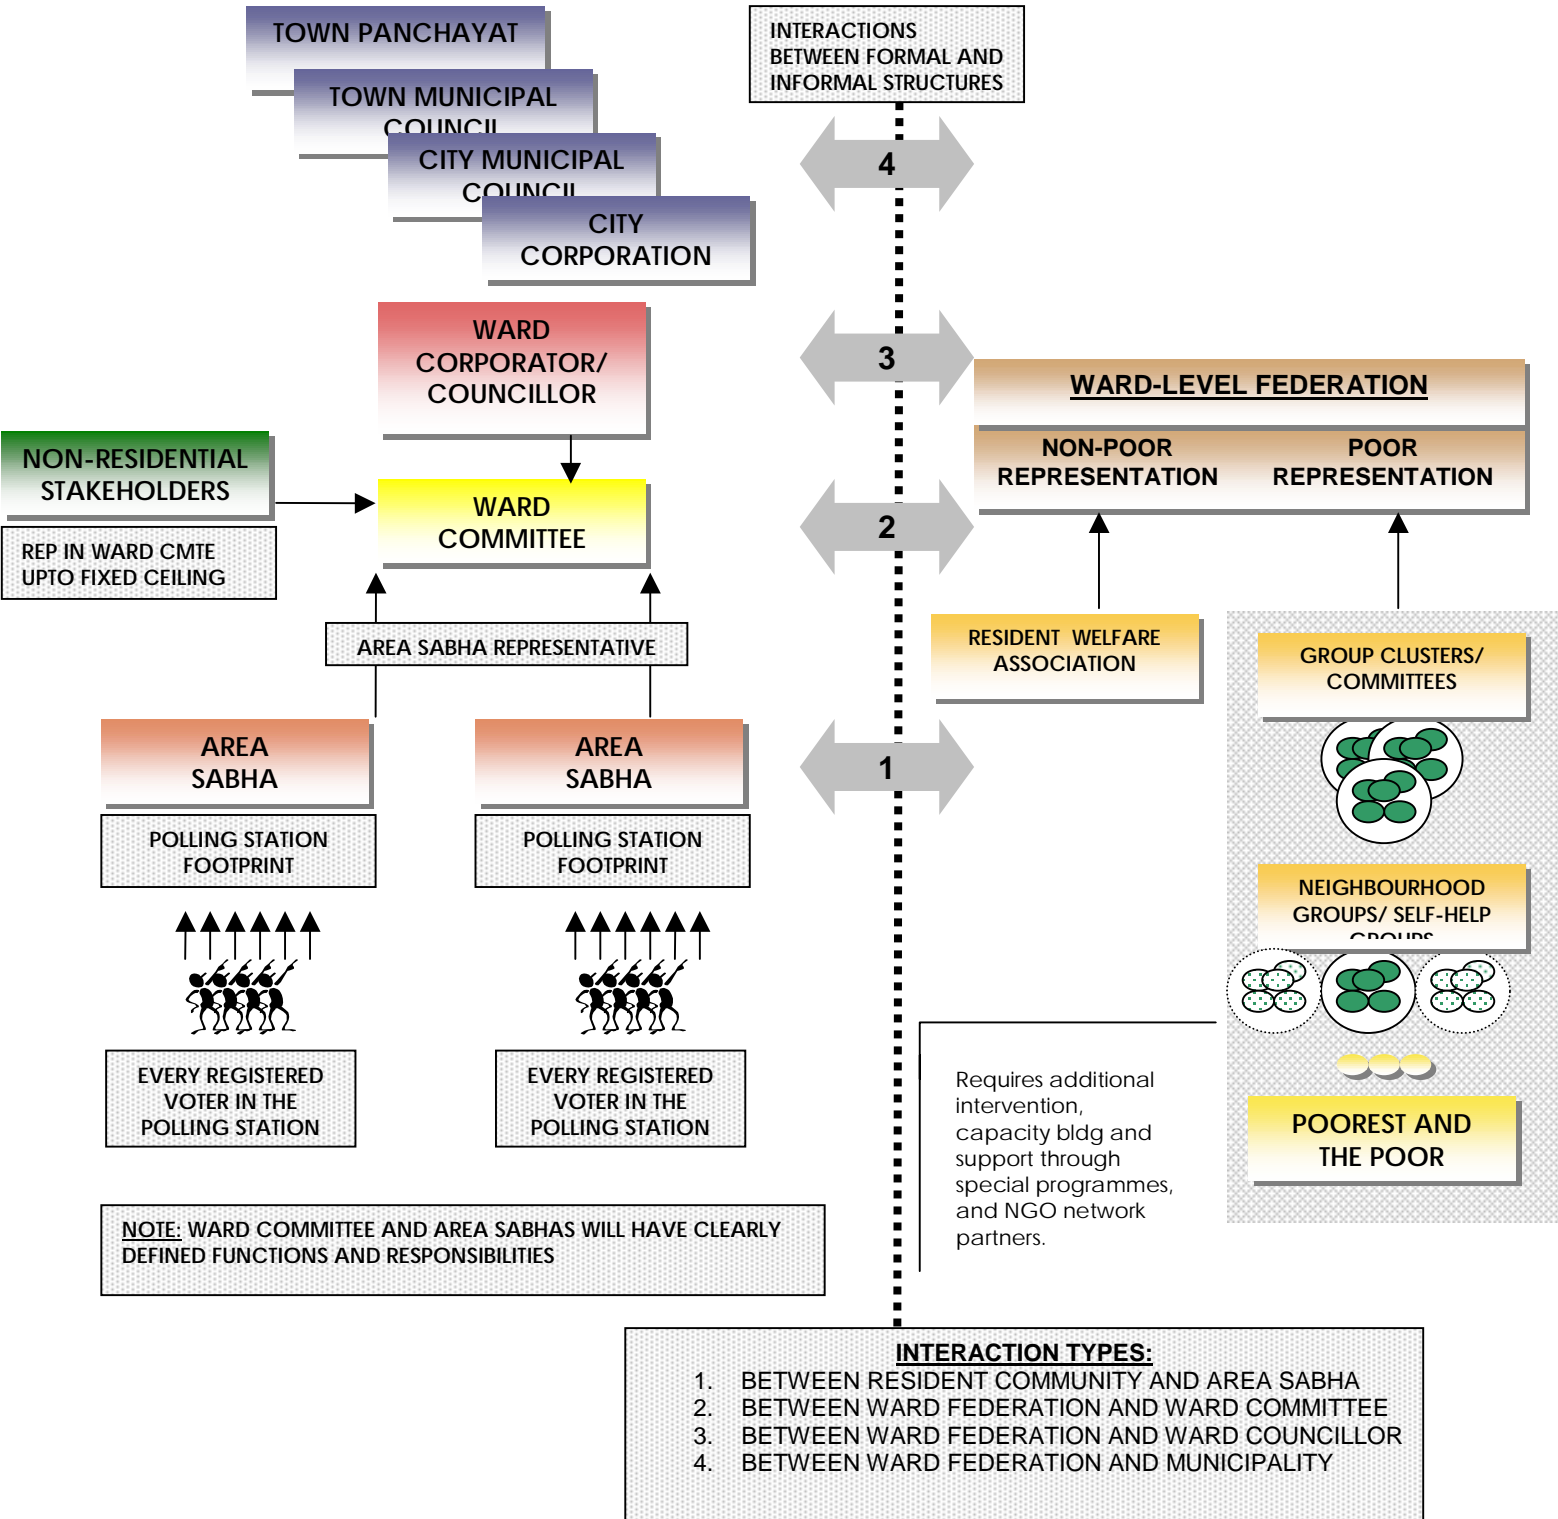 TOWN PANCHAYAT
TOWN MUNICIPAL
COUNCIL
CITY MUNICIPAL
COUNCIL
CITY
CORPORATION
INTERACTIONS
BETWEEN FORMAL AND
INFORMAL STRUCTURES
4
WARD
CORPORATOR/
COUNCILLOR
3
WARD-LEVEL FEDERATION
NON-POOR
REPRESENTATION
POOR
REPRESENTATION
NON-RESIDENTIAL
STAKEHOLDERS
REP IN WARD CMTE
UPTO FIXED CEILING
WARD
COMMITTEE
2
AREA SABHA REPRESENTATIVE
RESIDENT WELFARE
ASSOCIATION
GROUP CLUSTERS/
COMMITTEES
AREA
SABHA
AREA
SABHA
1
POLLING STATION
FOOTPRINT
POLLING STATION
FOOTPRINT
NEIGHBOURHOOD
GROUPS/ SELF-HELP
GROUPS
EVERY REGISTERED
VOTER IN THE
POLLING STATION
EVERY REGISTERED
VOTER IN THE
POLLING STATION
Requires additional
intervention,
capacity bldg and
support through
special programmes,
and NGO network
partners.
POOREST AND
THE POOR
NOTE: WARD COMMITTEE AND AREA SABHAS WILL HAVE CLEARLY
DEFINED FUNCTIONS AND RESPONSIBILITIES
INTERACTION TYPES:
1. BETWEEN RESIDENT COMMUNITY AND AREA SABHA
2. BETWEEN WARD FEDERATION AND WARD COMMITTEE
3. BETWEEN WARD FEDERATION AND WARD COUNCILLOR
4. BETWEEN WARD FEDERATION AND MUNICIPALITY